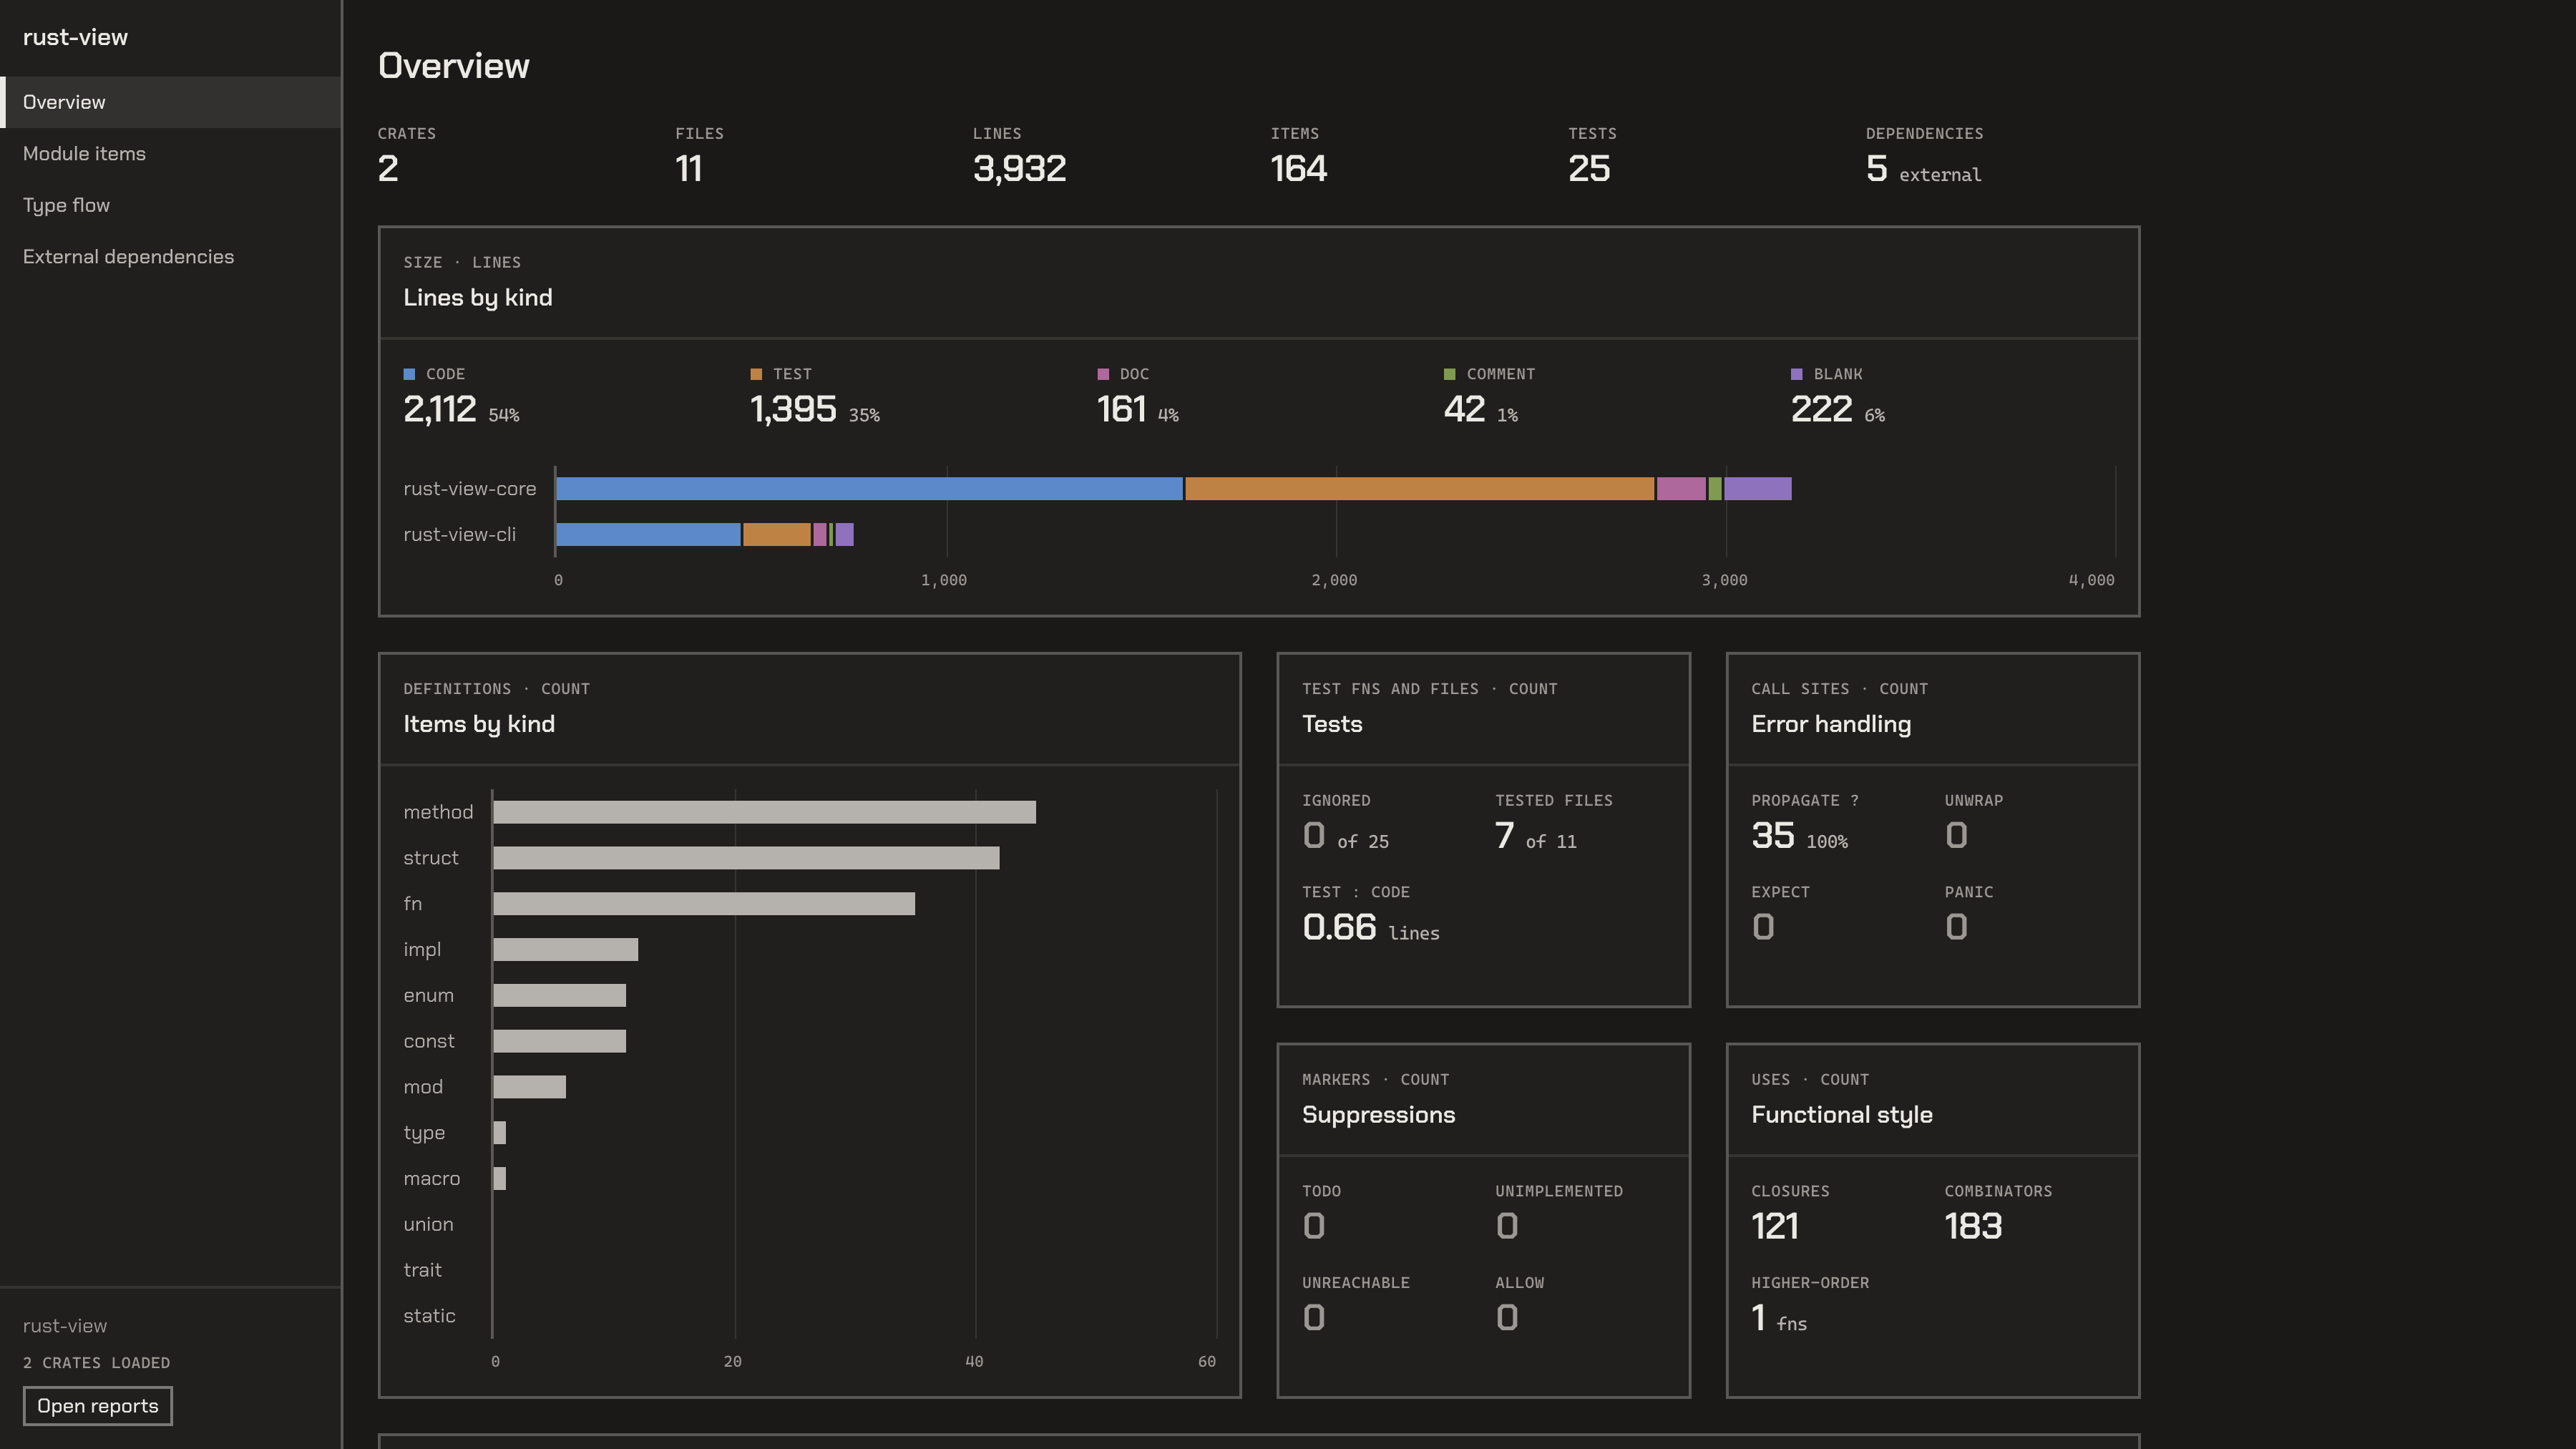 rust-view
Overview
Module items
Type flow
External dependencies
rust-view
2 CRATES LOADED
Open reports
Overview
CRATES FILES LINES ITEMS TESTS DEPENDENCIES
2 11 3,932 164 25 5 external
SIZE · LINES
Lines by kind
CODE TEST DOC COMMENT BLANK
2,112 54% 1,395 35% 161 4% 42 1% 222 6%
rust-view-core
rust-view-cli
0 1,000 2,000 3,000 4,000
DEFINITIONS · COUNT
Items by kind
method
struct
fn
impl
enum
const
mod
type
macro
union
trait
static
0 20 40 60
TEST FNS AND FILES · COUNT
Tests
IGNORED TESTED FILES
0 of 25 7 of 11
TEST : CODE
0.66 lines
CALL SITES · COUNT
Error handling
PROPAGATE ? UNWRAP
35 100% 0
EXPECT PANIC
0 0
MARKERS · COUNT
Suppressions
TODO UNIMPLEMENTED
0 0
UNREACHABLE ALLOW
0 0
USES · COUNT
Functional style
CLOSURES COMBINATORS
121 183
HIGHER-ORDER
1 fns